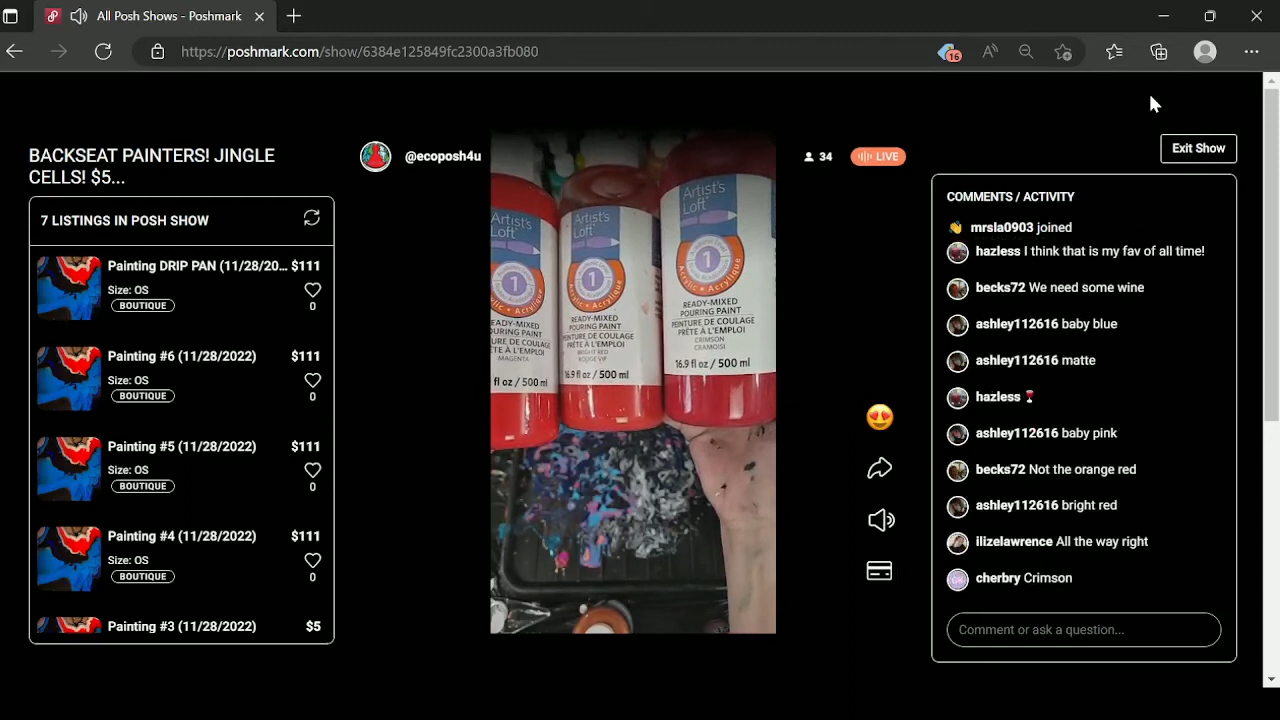 All Posh Shows - Poshmark
https://poshmark.com/show/6384e125849fc2300a3fb080
16
BACKSEAT PAINTERS! JINGLE
CELLS! $5...
7 LISTINGS IN POSH SHOW
Painting DRIP PAN (11/28/20... $111
Size: OS
BOUTIQUE
0
Painting #6 (11/28/2022) $111
Size: OS
BOUTIQUE
0
Painting #5 (11/28/2022) $111
Size: OS
BOUTIQUE
0
Painting #4 (11/28/2022) $111
Size: OS
BOUTIQUE
0
Painting #3 (11/28/2022) $5
@ecoposh4u
34
LIVE
Artist's
Loft
1
READY-MIXED
POURING PAINT
MAGENTA
fl oz / 500 ml
Artist's
Loft
1
Acrylic • Acrylique
READY-MIXED
POURING PAINT
PEINTURE DE COULAGE
PRÊTE À L'EMPLOI
BRIGHT RED
ROUGE VIF
16.9 fl oz / 500 ml
Artist's
Loft
1
Acrylic • Acrylique
READY-MIXED
POURING PAINT
PEINTURE DE COULAGE
PRÊTE À L'EMPLOI
CRIMSON
CRAMOISI
16.9 fl oz / 500 ml
Exit Show
COMMENTS / ACTIVITY
mrsla0903 joined
hazless I think that is my fav of all time!
becks72 We need some wine
ashley112616 baby blue
ashley112616 matte
hazless 🍷
ashley112616 baby pink
becks72 Not the orange red
ashley112616 bright red
ilizelawrence All the way right
cherbry Crimson
Comment or ask a question...